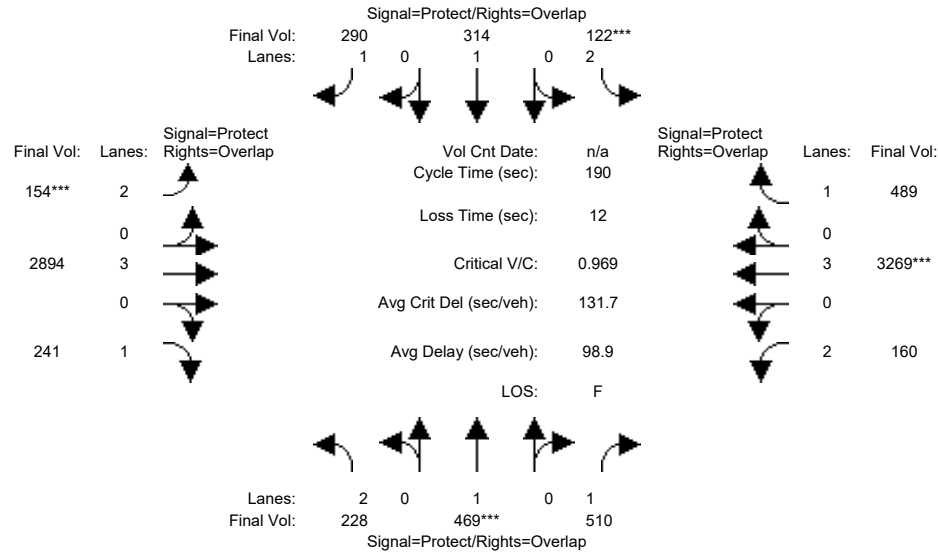 Signal=Protect/Rights=Overlap
Final Vol: 290 314 122***
Lanes: 1 0 1 0 2
Signal=Protect Signal=Protect
Final Vol: Lanes: Rights=Overlap Vol Cnt Date: n/a Rights=Overlap Lanes: Final Vol:
Cycle Time (sec): 190
154*** 2 1 489
Loss Time (sec): 12
0 0
2894 3 Critical V/C: 0.969 3 3269***
0 Avg Crit Del (sec/veh): 131.7 0
241 1 Avg Delay (sec/veh): 98.9 2 160
LOS: F
Lanes: 2 0 1 0 1
Final Vol: 228 469*** 510
Signal=Protect/Rights=Overlap